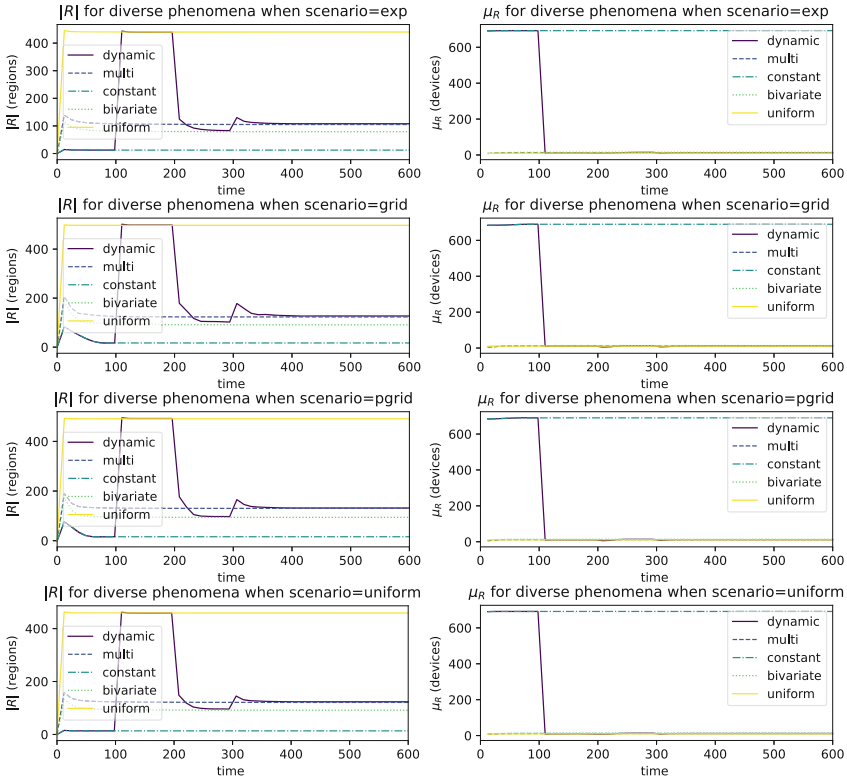 |R| for diverse phenomena when scenario=exp
|R| (regions)
400
300
200
100
0
dynamic
multi
constant
bivariate
uniform
0 100 200 300 400 500 600
time
μR for diverse phenomena when scenario=exp
μR (devices)
600
400
200
0
dynamic
multi
constant
bivariate
uniform
0 100 200 300 400 500 600
time
|R| for diverse phenomena when scenario=grid
|R| (regions)
400
200
0
dynamic
multi
constant
bivariate
uniform
0 100 200 300 400 500 600
time
μR for diverse phenomena when scenario=grid
μR (devices)
600
400
200
0
dynamic
multi
constant
bivariate
uniform
0 100 200 300 400 500 600
time
|R| for diverse phenomena when scenario=pgrid
|R| (regions)
400
200
0
dynamic
multi
constant
bivariate
uniform
0 100 200 300 400 500 600
time
μR for diverse phenomena when scenario=pgrid
μR (devices)
600
400
200
0
dynamic
multi
constant
bivariate
uniform
0 100 200 300 400 500 600
time
|R| for diverse phenomena when scenario=uniform
|R| (regions)
400
200
0
dynamic
multi
constant
bivariate
uniform
0 100 200 300 400 500 600
time
μR for diverse phenomena when scenario=uniform
μR (devices)
600
400
200
0
dynamic
multi
constant
bivariate
uniform
0 100 200 300 400 500 600
time